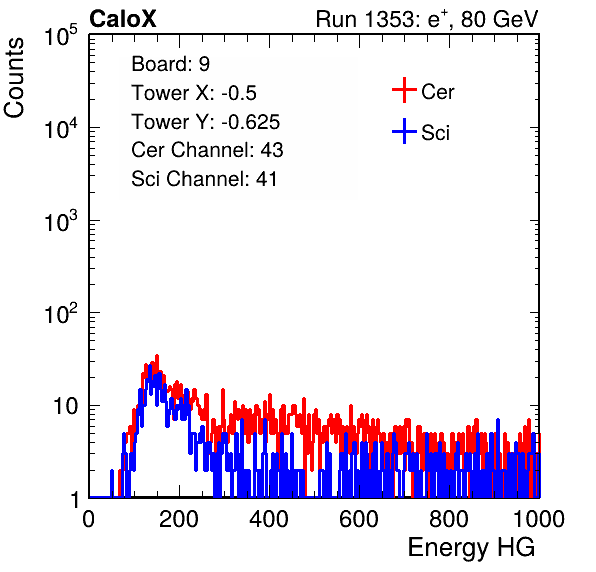 CaloX Run 1353: e⁺, 80 GeV
Counts
Board: 9
Tower X: -0.5
Tower Y: -0.625
Cer Channel: 43
Sci Channel: 41
Cer
Sci
10⁵
10⁴
10³
10²
10
1
0 200 400 600 800 1000
Energy HG